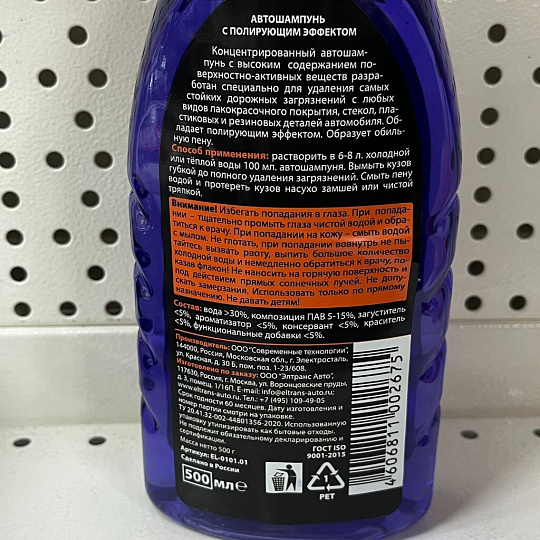 АВТОШАМПУНЬ
С ПОЛИРУЮЩИМ ЭФФЕКТОМ
Концентрированный автошам-
пунь с высоким содержанием по-
верхностно-активных веществ разра-
ботан специально для удаления самых
стойких дорожных загрязнений с любых
видов лакокрасочного покрытия, стекол, пла-
стиковых и резиновых деталей автомобиля. Об-
ладает полирующим эффектом. Образует обиль-
ную пену.
Способ применения: растворить в 6-8 л. холодной
или тёплой воды 100 мл. автошампуня. Вымыть кузов
губкой до полного удаления загрязнений. Смыть пену
водой и протереть кузов насухо замшей или чистой
тряпкой.
Внимание! Избегать попадания в глаза. При попада-
нии – тщательно промыть глаза чистой водой и обра-
титься к врачу. При попадании на кожу – смыть водой
с мылом. Не глотать, при попадании вовнутрь не пы-
тайтесь вызвать рвоту, выпить большое количество
холодной воды и немедленно обратиться к врачу, по-
казав флакон! Не наносить на горячую поверхность и
под действием прямых солнечных лучей. Не допу-
скать замерзания. Использовать только по прямому
назначению. Не давать детям!
Состав: вода >30%, композиция ПАВ 5-15%, загуститель
<5%, ароматизатор <5%, консервант <5%, краситель
<5%, функциональные добавки <5%.
Производитель: ООО "Современные технологии",
144000, Россия, Московская обл., г. Электросталь,
ул. Красная, д. 30 Б, пом. поз. 1-23/608.
Изготовлено по заказу: ООО "Элтранс Авто",
117630, Россия, г. Москва, ул. Воронцовские пруды,
д. 3, помещ. 1/16П. E-mail: info@eltrans-auto.ru
www.eltrans-auto.ru. Тел.: +7 (495) 109-49-05
Срок годности 60 месяцев. Дату изготовления и
номер партии смотри на упаковке.
ТУ 20.41.32-002-44801356-2020. Использованную
упаковку утилизировать как бытовые отходы.
Не подлежит обязательному декларированию и
сертификации.
Масса нетто 500 г
Артикул: EL-0101.01
Сделано в России
500 мл ℮
1
PET
ГОСТ ISO
9001-2015
4606811002675